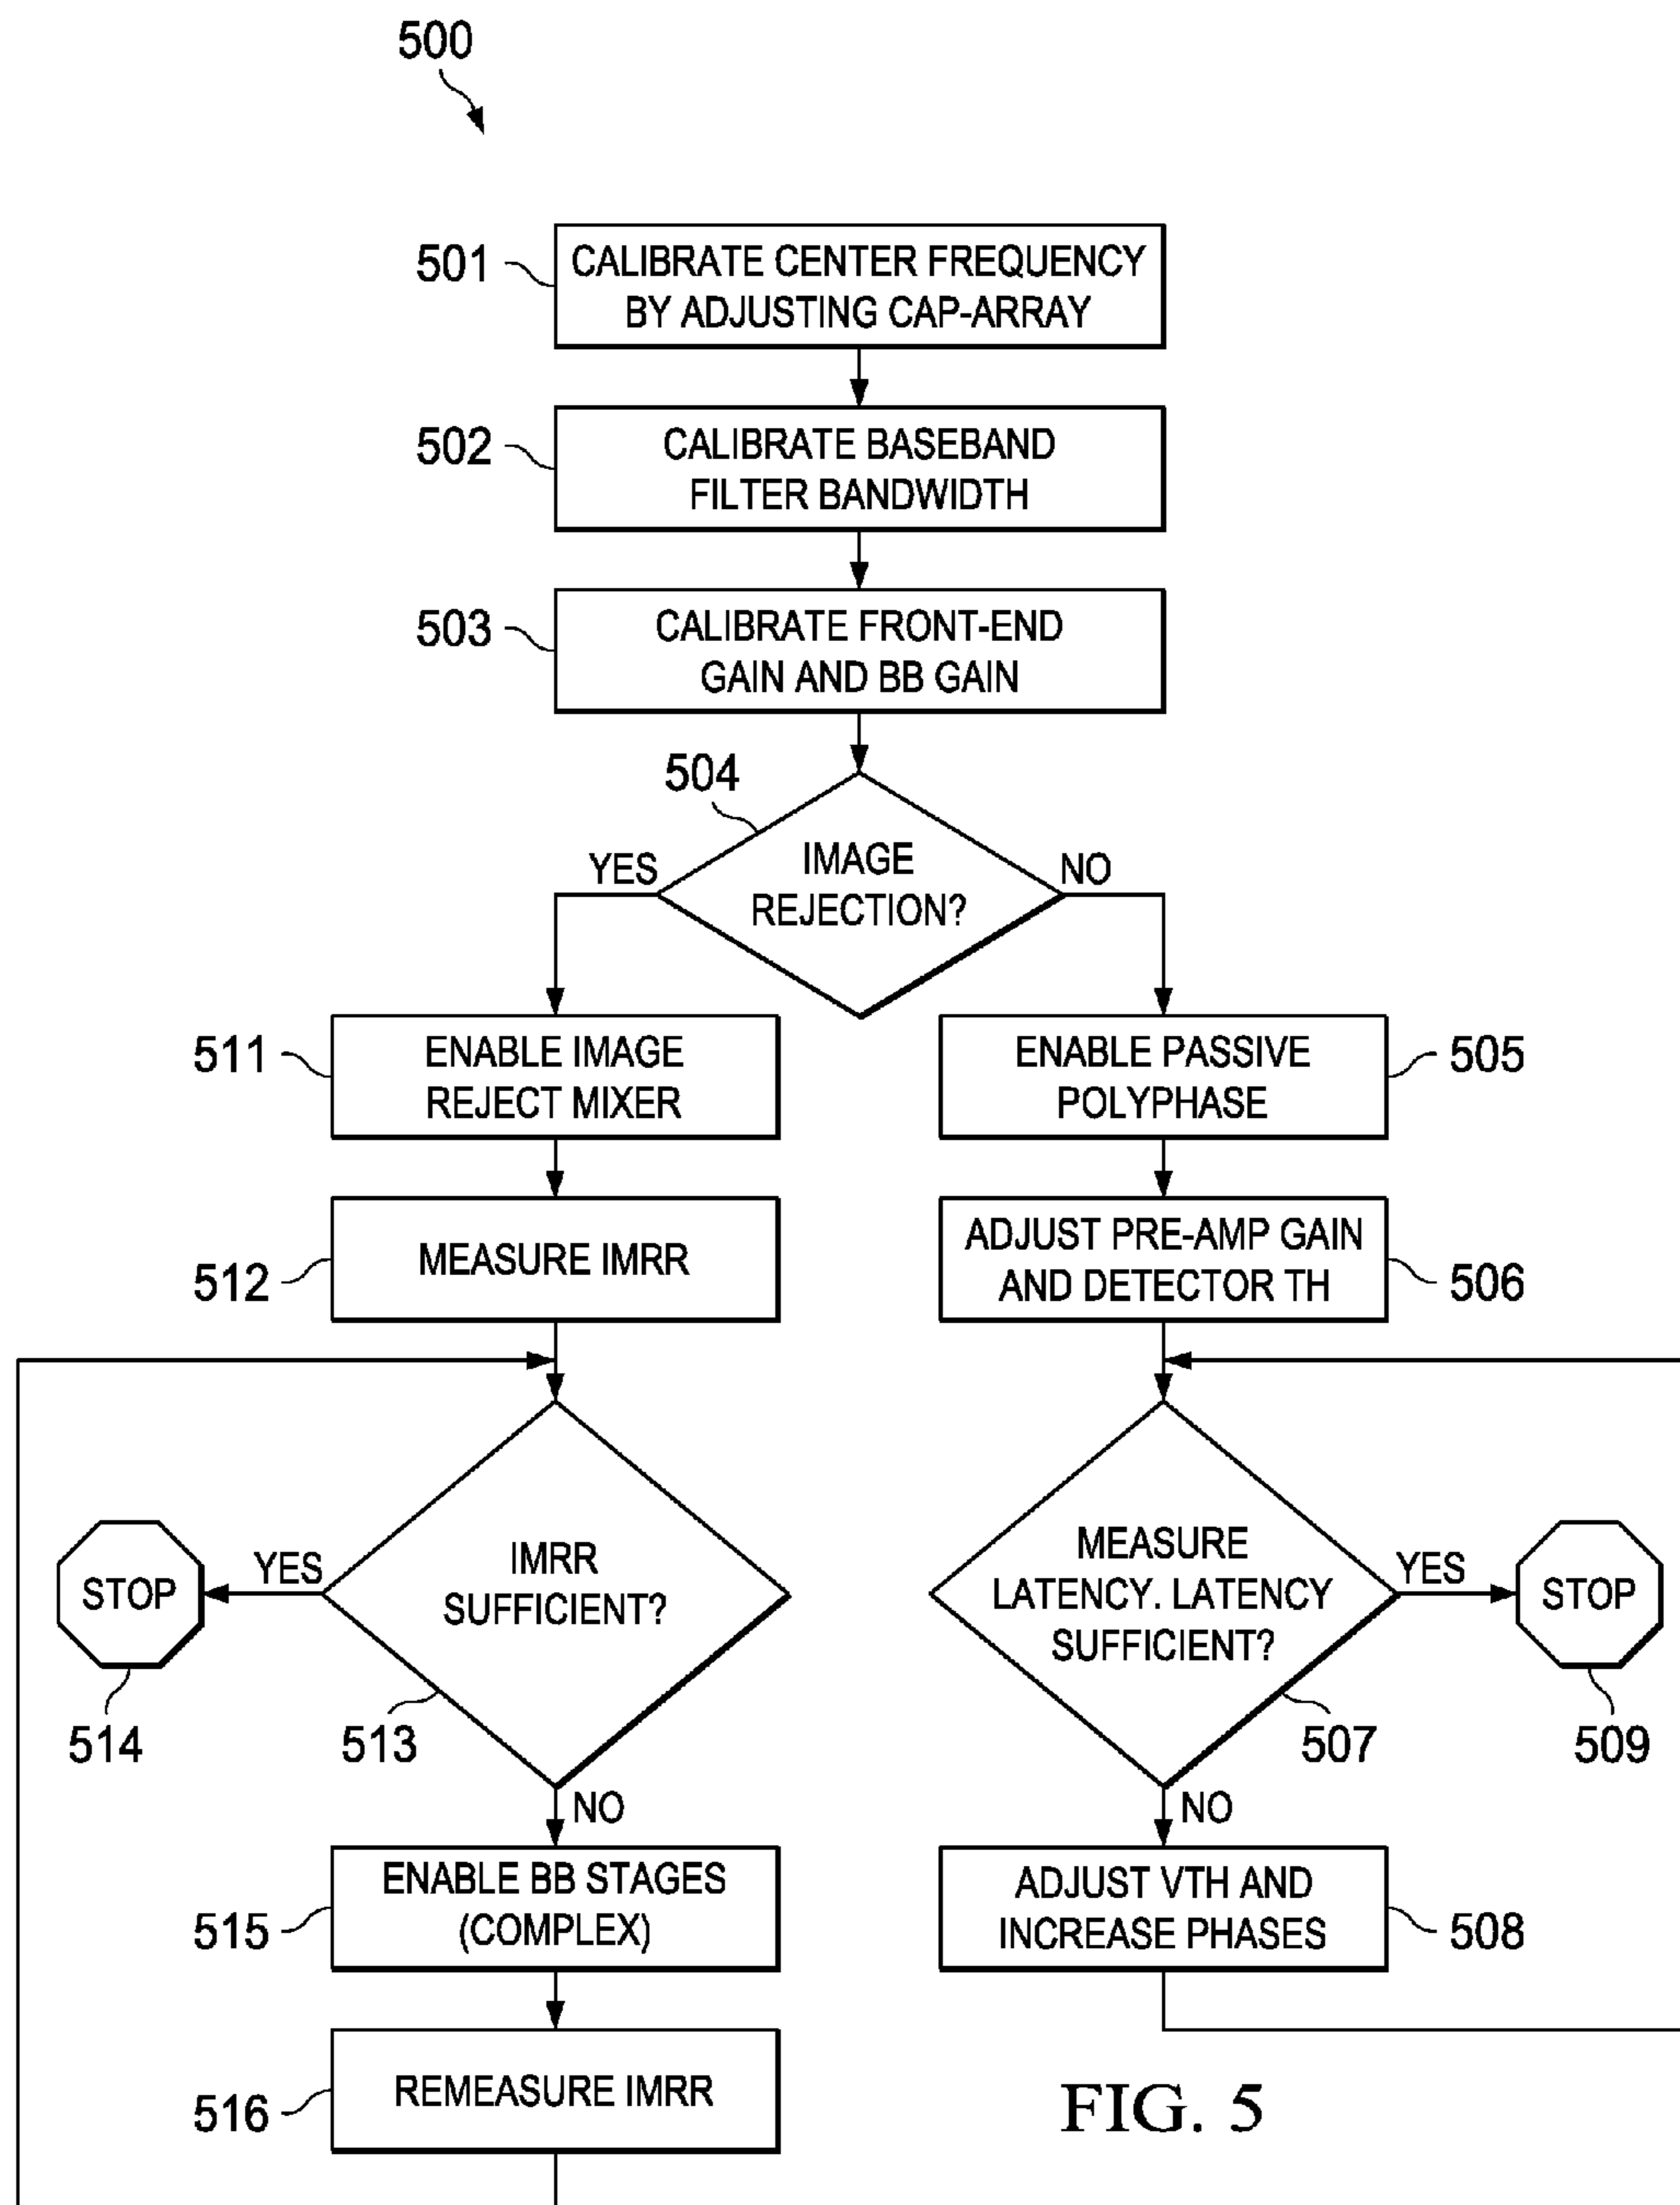 500
501
CALIBRATE CENTER FREQUENCY
BY ADJUSTING CAP-ARRAY
502
CALIBRATE BASEBAND
FILTER BANDWIDTH
503
CALIBRATE FRONT-END
GAIN AND BB GAIN
504
IMAGE
REJECTION?
YES
NO
511
ENABLE IMAGE
REJECT MIXER
ENABLE PASSIVE
POLYPHASE
505
512
MEASURE IMRR
ADJUST PRE-AMP GAIN
AND DETECTOR TH
506
STOP
YES
IMRR
SUFFICIENT?
MEASURE
LATENCY. LATENCY
SUFFICIENT?
YES
STOP
514
513
507
509
NO
NO
515
ENABLE BB STAGES
(COMPLEX)
ADJUST VTH AND
INCREASE PHASES
508
516
REMEASURE IMRR
FIG. 5